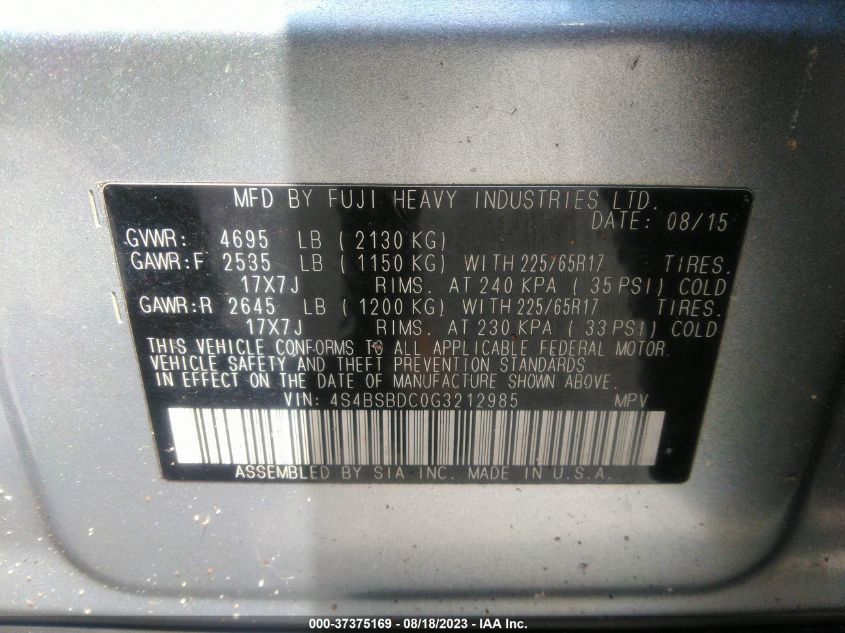 MFD BY FUJI HEAVY INDUSTRIES LTD.
DATE: 08/15
GVWR: 4695 LB ( 2130 KG)
GAWR:F 2535 LB ( 1150 KG) WITH 225/65R17 TIRES.
17X7J RIMS. AT 240 KPA ( 35 PSI) COLD
GAWR:R 2645 LB ( 1200 KG) WITH 225/65R17 TIRES.
17X7J RIMS. AT 230 KPA ( 33 PSI) COLD
THIS VEHICLE CONFORMS TO ALL APPLICABLE FEDERAL MOTOR.
VEHICLE SAFETY AND THEFT PREVENTION STANDARDS
IN EFFECT ON THE DATE OF MANUFACTURE SHOWN ABOVE.
VIN: 4S4BSBDC0G3212985 MPV
ASSEMBLED BY SIA INC. MADE IN U.S.A.
000-37375169 - 08/18/2023 - IAA Inc.